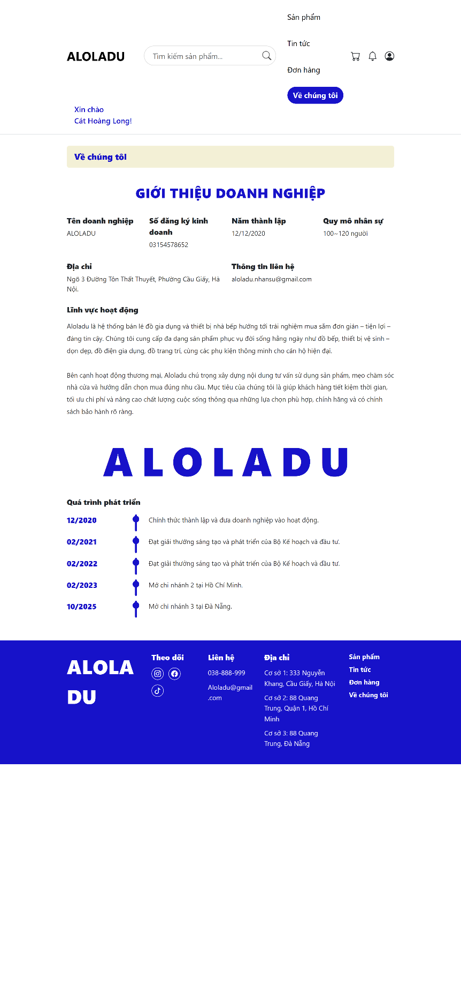 Sản phẩm
Tin tức
ALOLADU
Tìm kiếm sản phẩm...
Đơn hàng
Về chúng tôi
Xin chào
Cát Hoàng Long!
Về chúng tôi
GIỚI THIỆU DOANH NGHIỆP
Tên doanh nghiệp
ALOLADU
Số đăng ký kinh
doanh
03154578652
Năm thành lập
12/12/2020
Quy mô nhân sự
100~120 người
Địa chỉ
Ngõ 3 Đường Tôn Thất Thuyết, Phường Cầu Giấy, Hà
Nội.
Thông tin liên hệ
aloladu.nhansu@gmail.com
Lĩnh vực hoạt động
Aloladu là hệ thống bán lẻ đồ gia dụng và thiết bị nhà bếp hướng tới trải nghiệm mua sắm đơn giản – tiện lợi –
đáng tin cậy. Chúng tôi cung cấp đa dạng sản phẩm phục vụ đời sống hằng ngày như đồ bếp, thiết bị vệ sinh –
dọn dẹp, đồ điện gia dụng, đồ trang trí, cùng các phụ kiện thông minh cho căn hộ hiện đại.
Bên cạnh hoạt động thương mại, Aloladu chú trọng xây dựng nội dung tư vấn sử dụng sản phẩm, mẹo chăm sóc
nhà cửa và hướng dẫn chọn mua đúng nhu cầu. Mục tiêu của chúng tôi là giúp khách hàng tiết kiệm thời gian,
tối ưu chi phí và nâng cao chất lượng cuộc sống thông qua những lựa chọn phù hợp, chính hãng và có chính
sách bảo hành rõ ràng.
ALOLADU
Quá trình phát triển
12/2020 Chính thức thành lập và đưa doanh nghiệp vào hoạt động.
02/2021 Đạt giải thưởng sáng tạo và phát triển của Bộ Kế hoạch và đầu tư.
02/2022 Đạt giải thưởng sáng tạo và phát triển của Bộ Kế hoạch và đầu tư.
02/2023 Mở chi nhánh 2 tại Hồ Chí Minh.
10/2025 Mở chi nhánh 3 tại Đà Nẵng.
ALOLA
DU
Theo dõi
Liên hệ
038-888-999
Aloladu@gmail
.com
Địa chỉ
Cơ sở 1: 333 Nguyễn
Khang, Cầu Giấy, Hà Nội
Cơ sở 2: 88 Quang
Trung, Quận 1, Hồ Chí
Minh
Cơ sở 3: 88 Quang
Trung, Đà Nẵng
Sản phẩm
Tin tức
Đơn hàng
Về chúng tôi